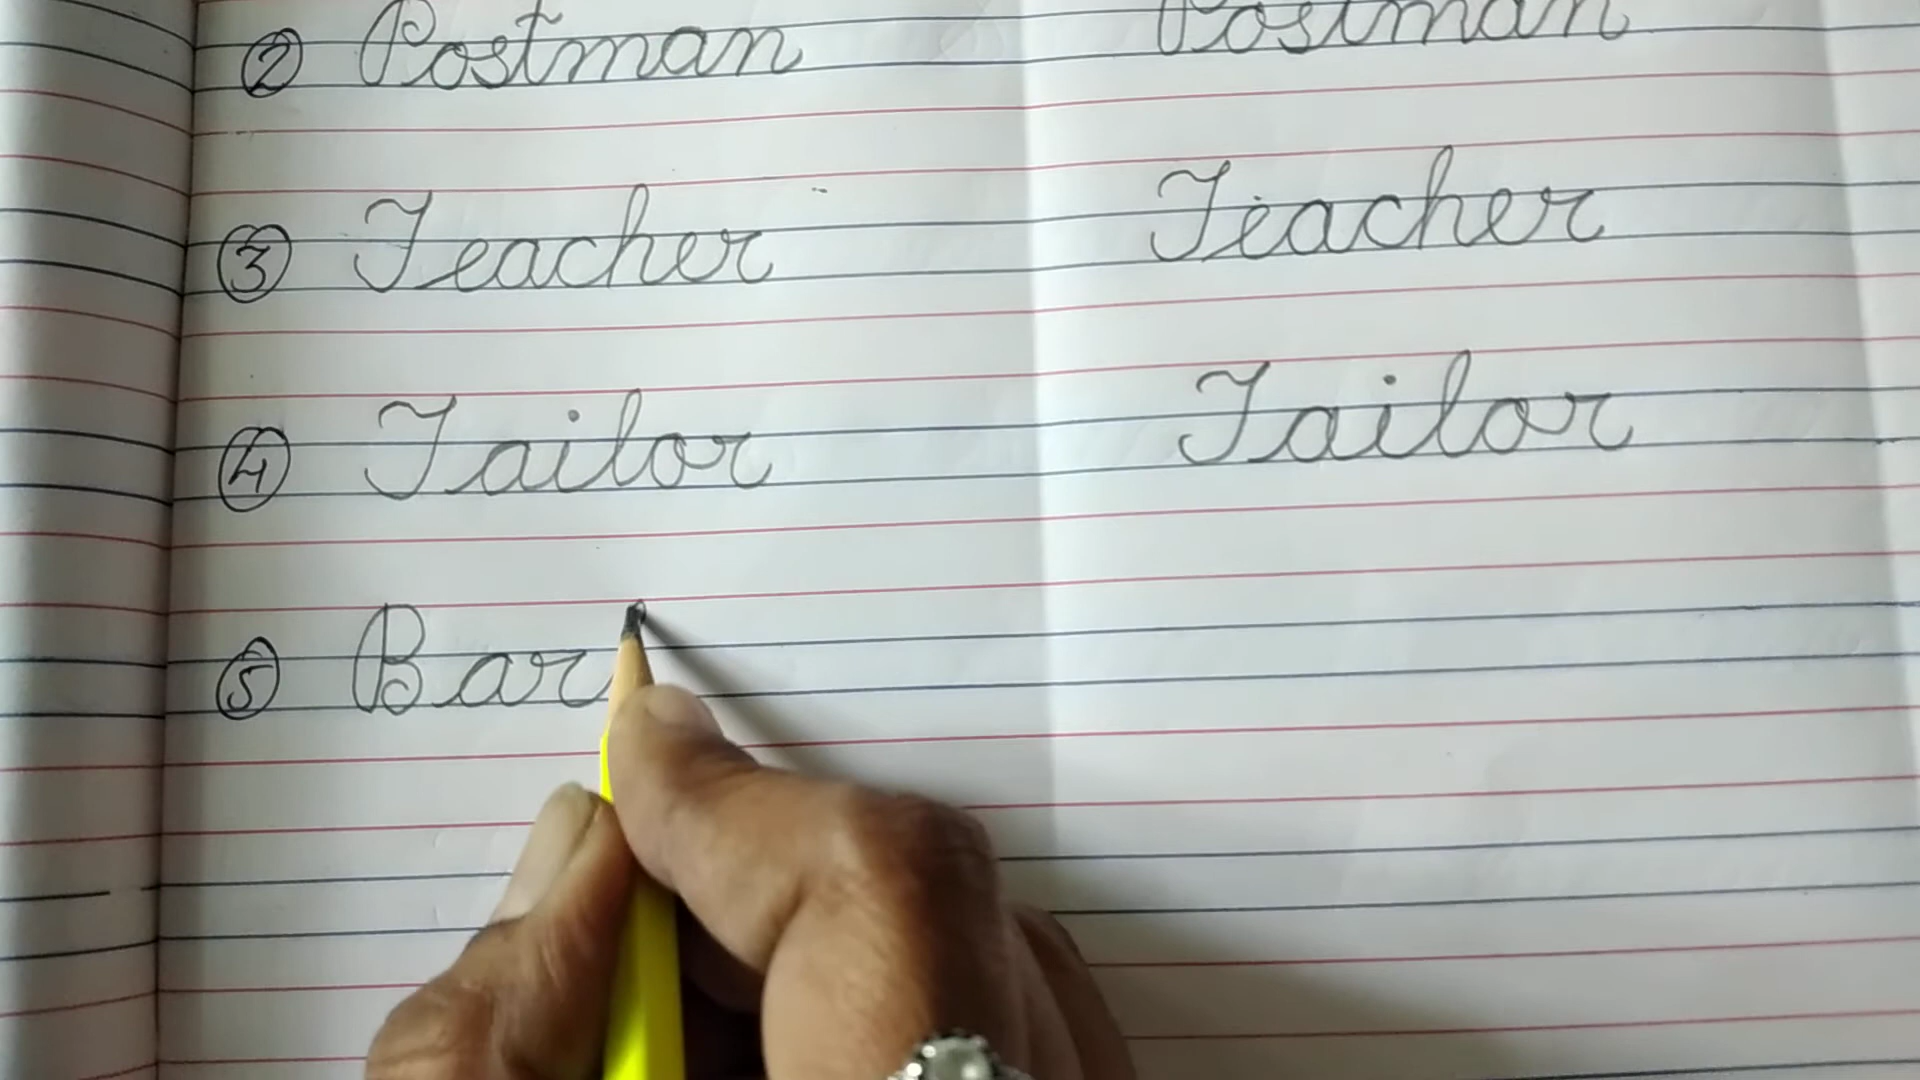 ② Postman Postman
③ Teacher Teacher
④ Tailor Tailor
⑤ Bar